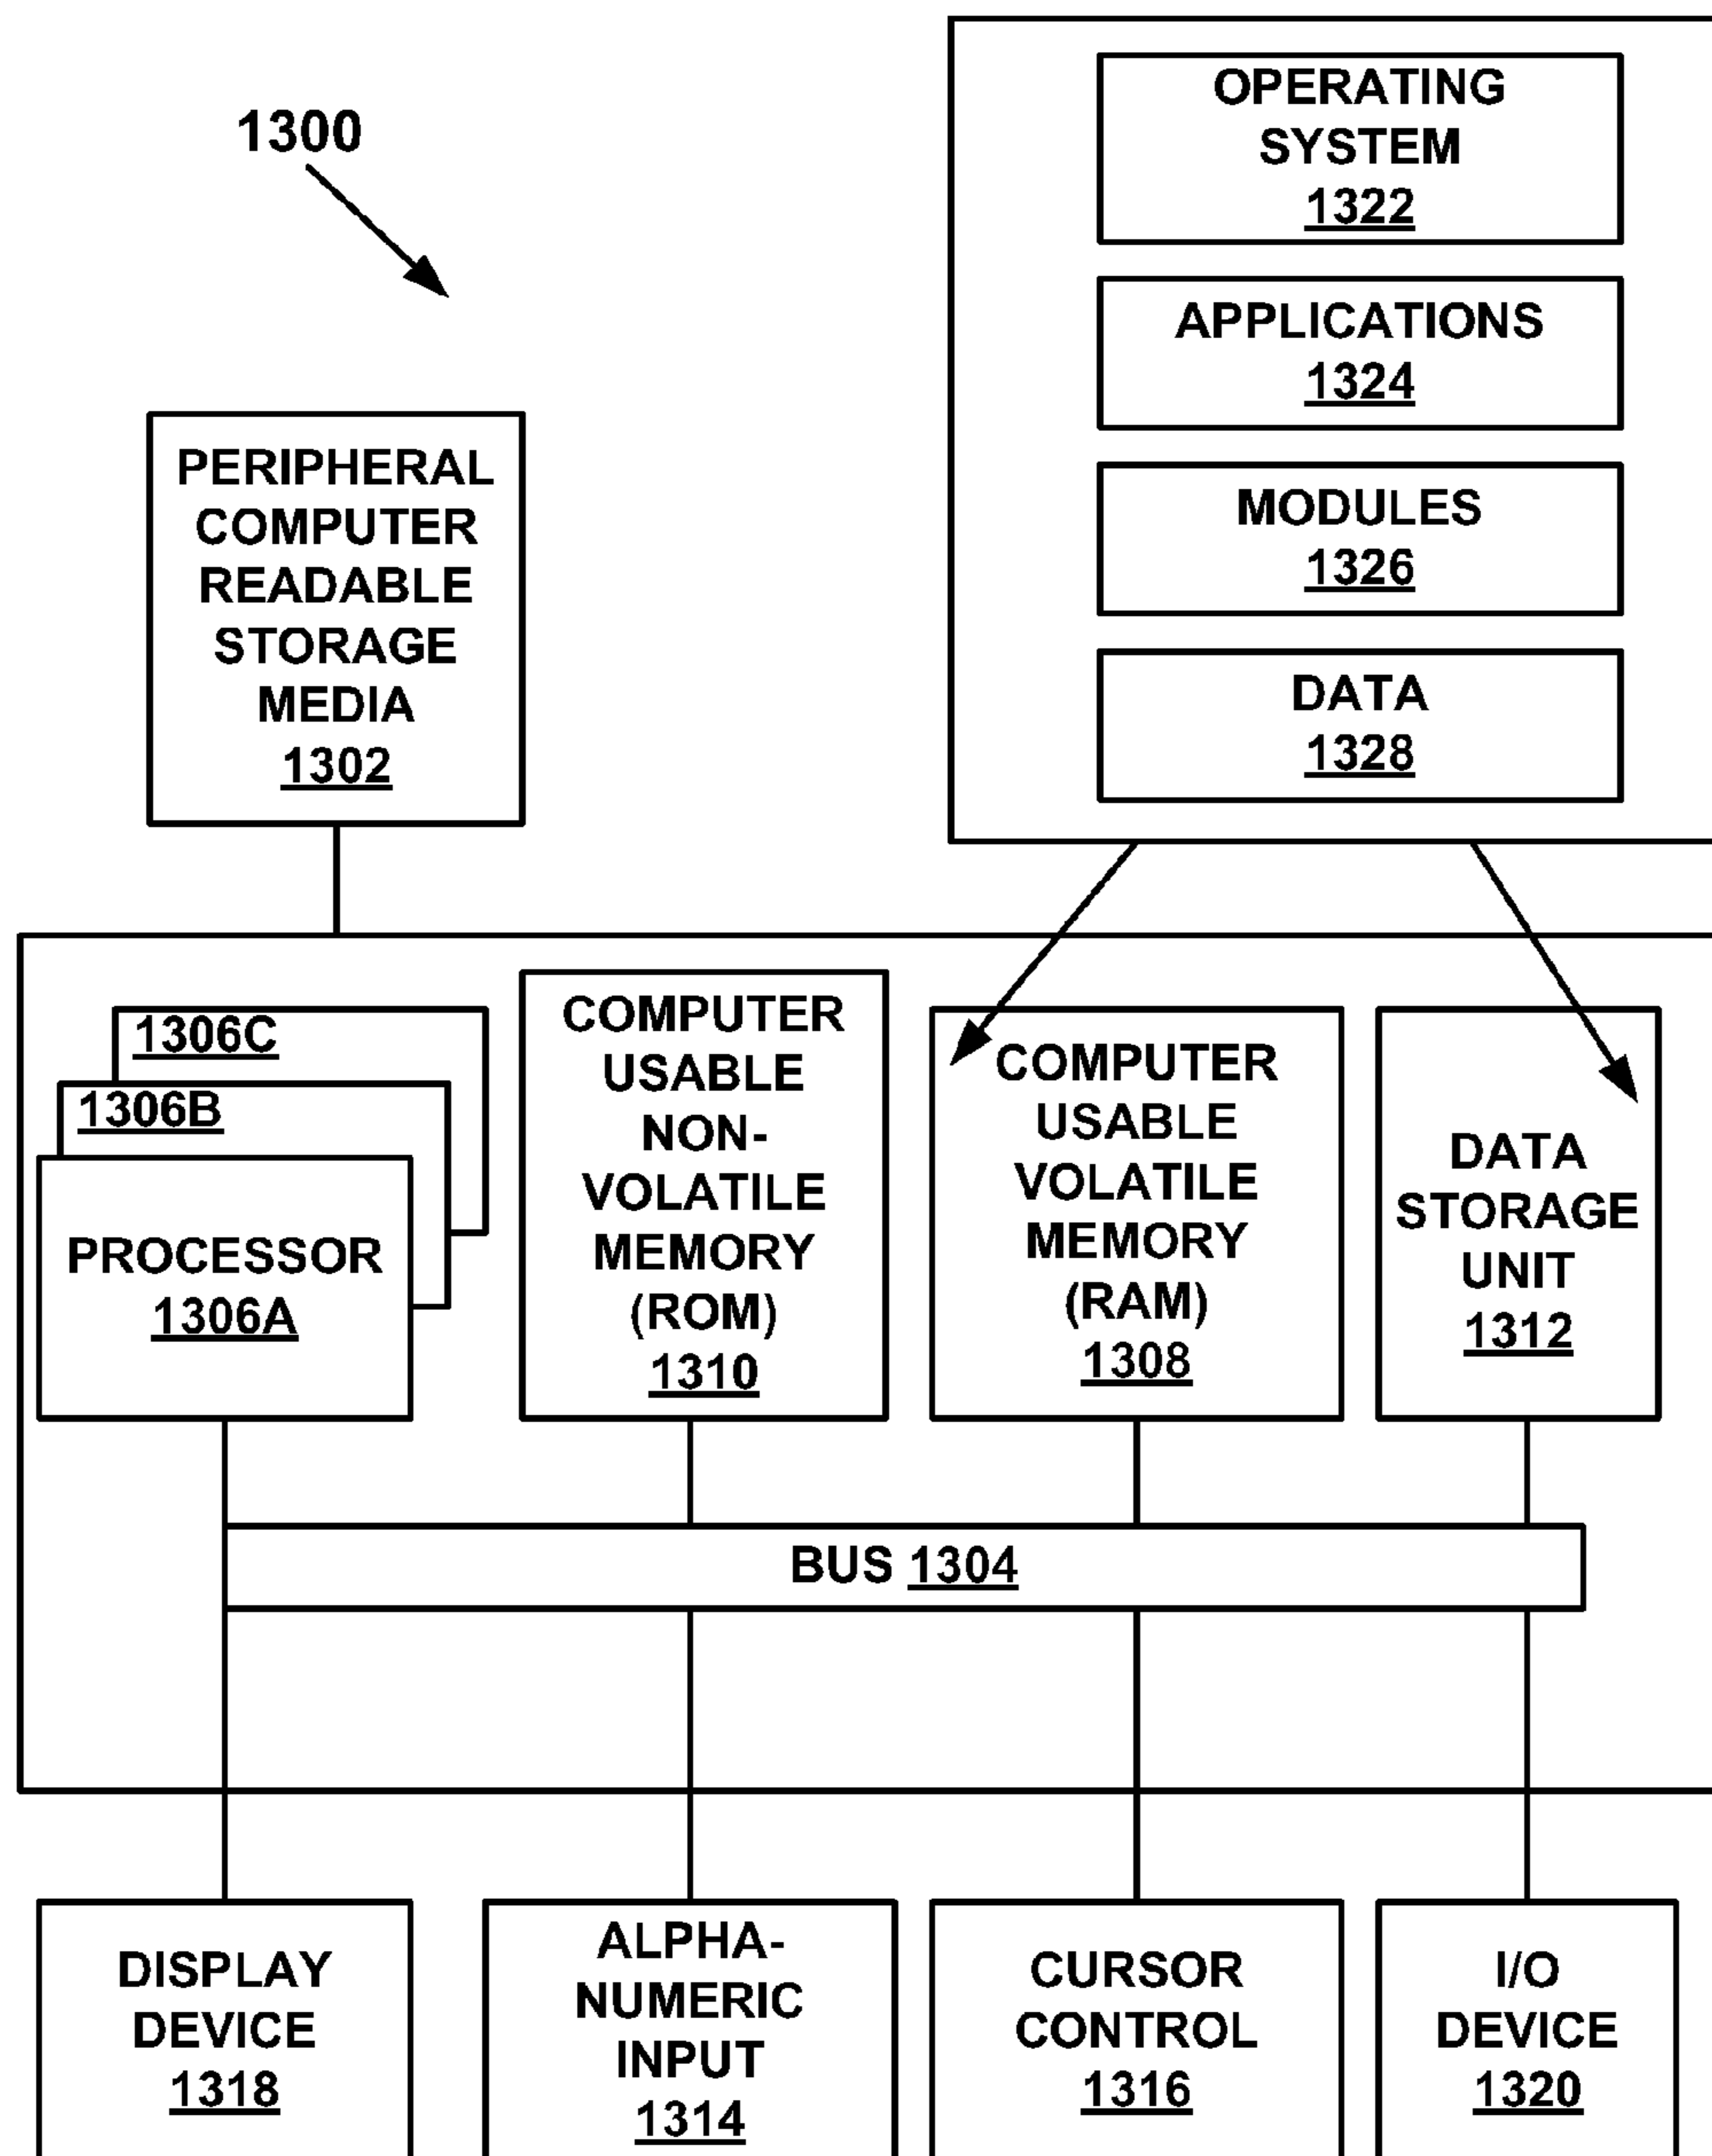 1300
OPERATING
SYSTEM
1322
APPLICATIONS
1324
MODULES
1326
DATA
1328
PERIPHERAL
COMPUTER
READABLE
STORAGE
MEDIA
1302
1306C
1306B
PROCESSOR
1306A
COMPUTER
USABLE
NON-
VOLATILE
MEMORY
(ROM)
1310
COMPUTER
USABLE
VOLATILE
MEMORY
(RAM)
1308
DATA
STORAGE
UNIT
1312
BUS 1304
DISPLAY
DEVICE
1318
ALPHA-
NUMERIC
INPUT
1314
CURSOR
CONTROL
1316
I/O
DEVICE
1320